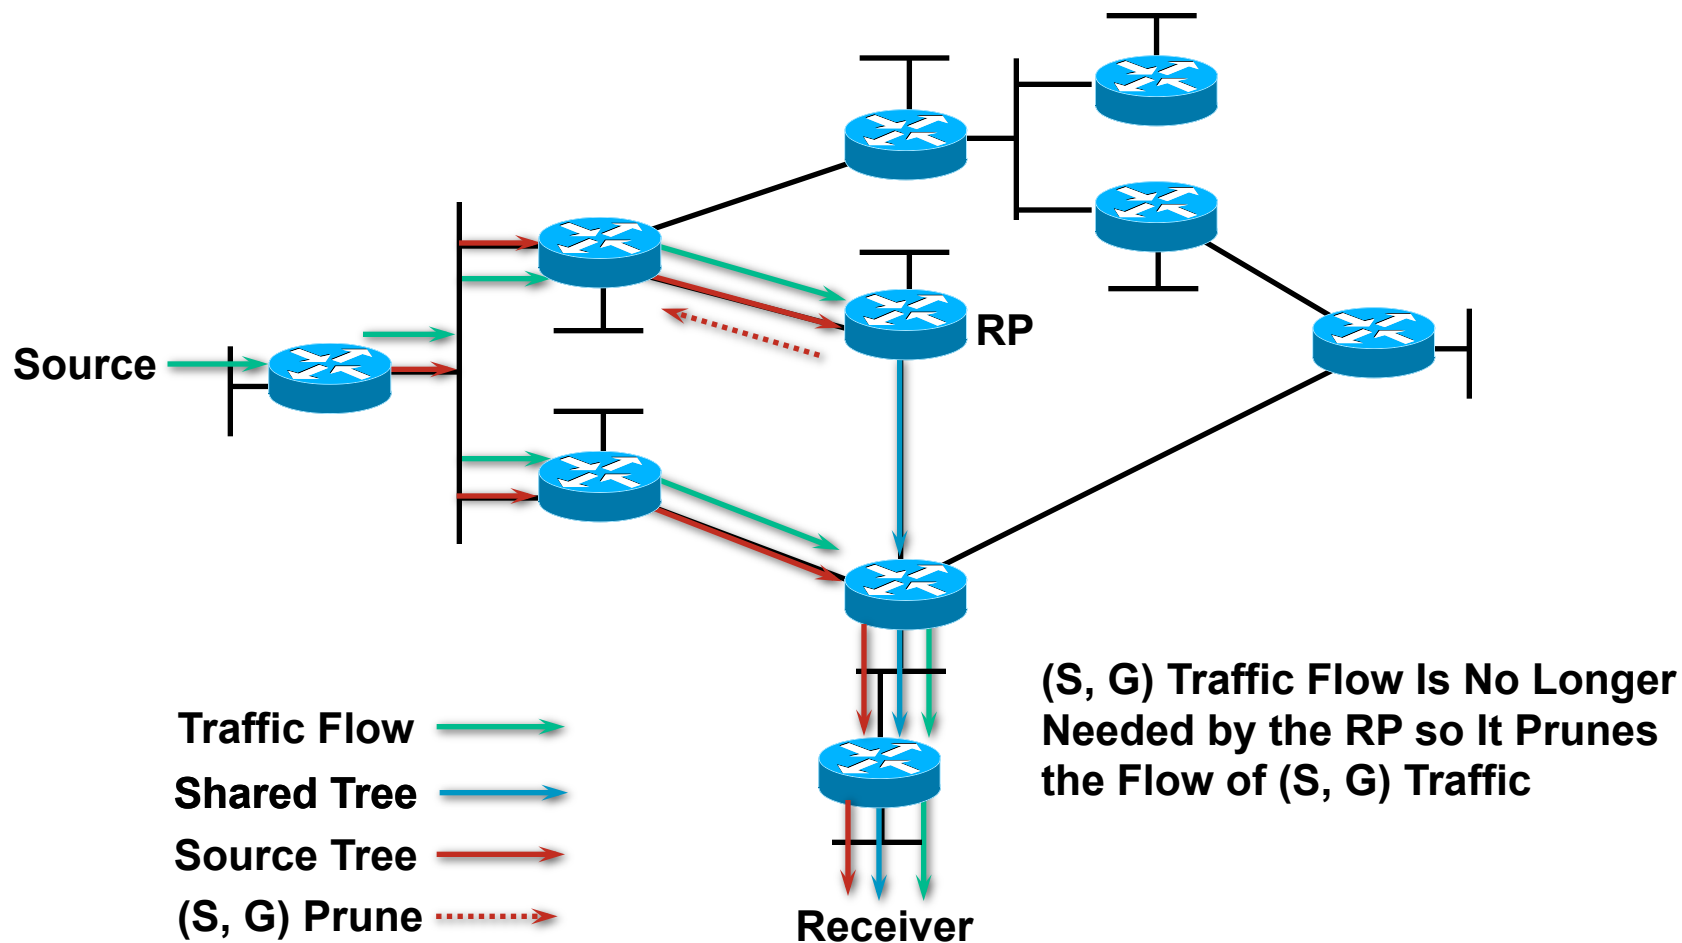 RP
Source
(S, G) Traffic Flow Is No Longer
Needed by the RP so It Prunes
the Flow of (S, G) Traffic
Traffic Flow
Shared Tree
Source Tree
(S, G) Prune
Receiver